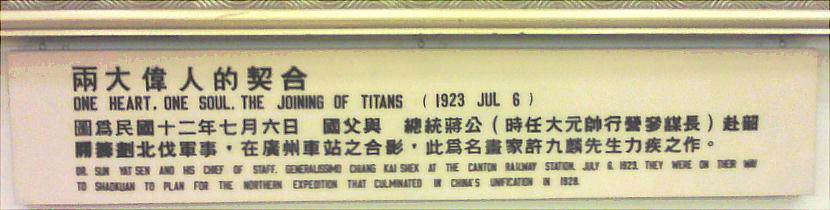 兩大偉人的契合
ONE HEART. ONE SOUL. THE JOINING OF TITANS ( 1923 JUL 6 )
圖為民國十二年七月六日 國父與 總統蔣公(時任大元帥行營參謀長)赴韶
關籌劃北伐軍事,在廣州車站之合影,此為名畫家許九麟先生力疾之作。
DR. SUN YAT SEN AND HIS CHIEF OF STAFF. GENERALISSIMO CHIANG KAI SHEK AT THE CANTON RAILWAY STATION. JULY 6. 1923. THEY WERE ON THEIR WAY
TO SHAOKUAN TO PLAN FOR THE NORTHERN EXPEDITION THAT CULMINATED IN CHINA'S UNIFICATION IN 1928.